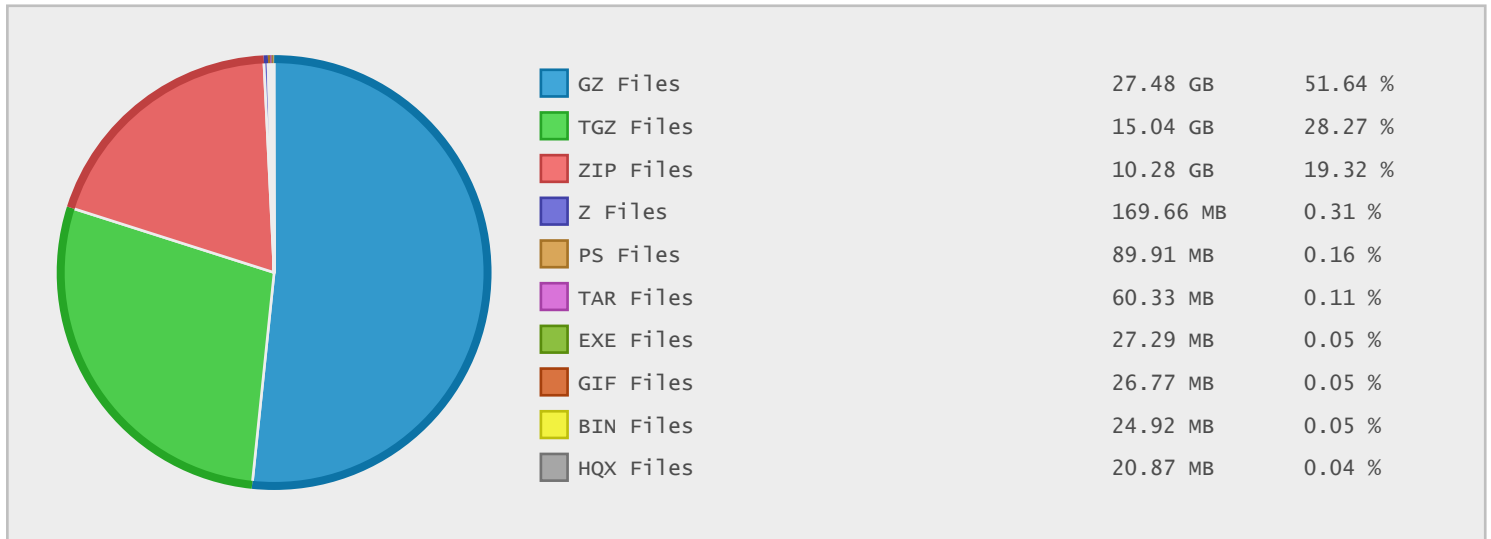 GZ Files 27.48 GB 51.64 %
TGZ Files 15.04 GB 28.27 %
ZIP Files 10.28 GB 19.32 %
Z Files 169.66 MB 0.31 %
PS Files 89.91 MB 0.16 %
TAR Files 60.33 MB 0.11 %
EXE Files 27.29 MB 0.05 %
GIF Files 26.77 MB 0.05 %
BIN Files 24.92 MB 0.05 %
HQX Files 20.87 MB 0.04 %